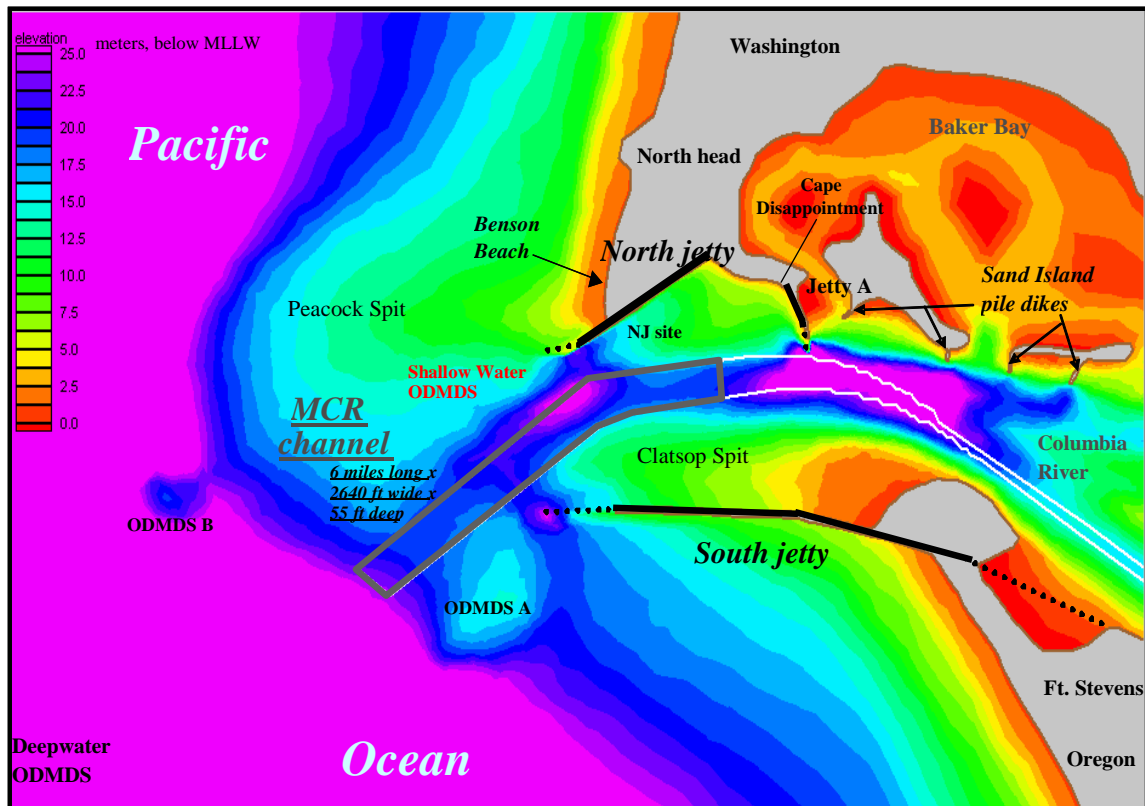 elevation
meters, below MLLW
25.0
22.5
20.0
17.5
15.0
12.5
10.0
7.5
5.0
2.5
0.0
Pacific
Washington
Baker Bay
North head
Cape
Disappointment
Benson
Beach
North jetty
Jetty A
Sand Island
pile dikes
Peacock Spit
NJ site
Shallow Water
ODMDS
MCR
channel
6 miles long x
2640 ft wide x
55 ft deep
Clatsop Spit
Columbia
River
ODMDS B
South jetty
ODMDS A
Ft. Stevens
Deepwater
ODMDS
Ocean
Oregon